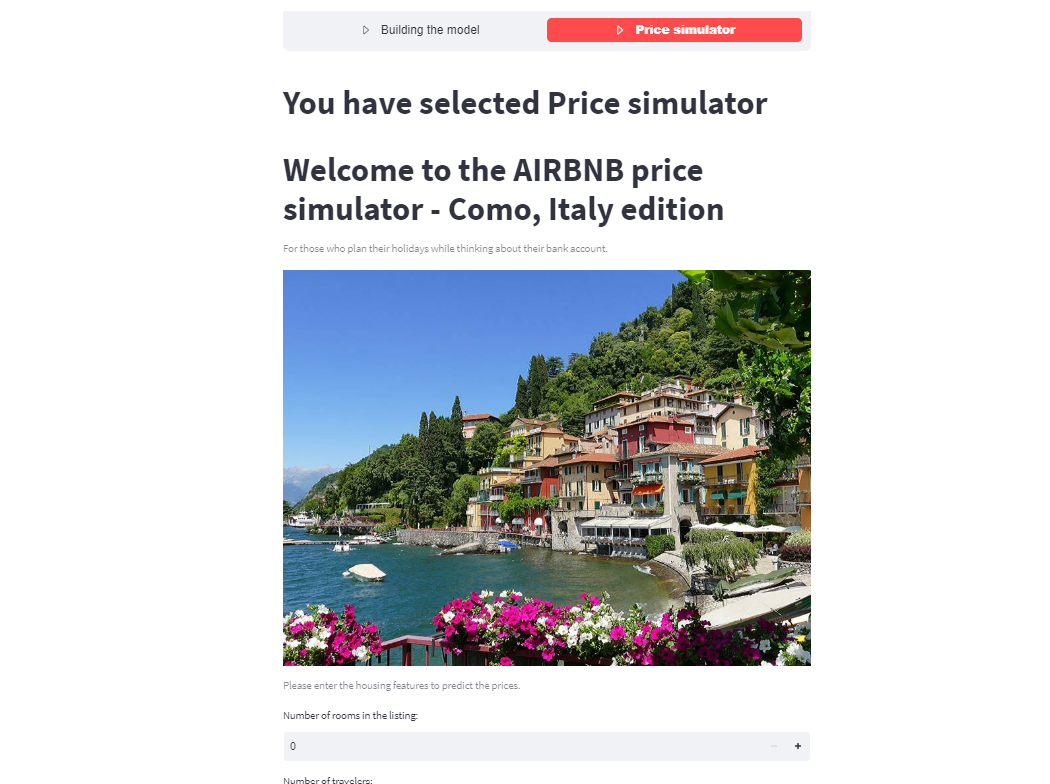 Building the model
Price simulator
You have selected Price simulator
Welcome to the AIRBNB price
simulator - Como, Italy edition
For those who plan their holidays while thinking about their bank account.
Please enter the housing features to predict the prices.
Number of rooms in the listing:
0
Number of travelers: